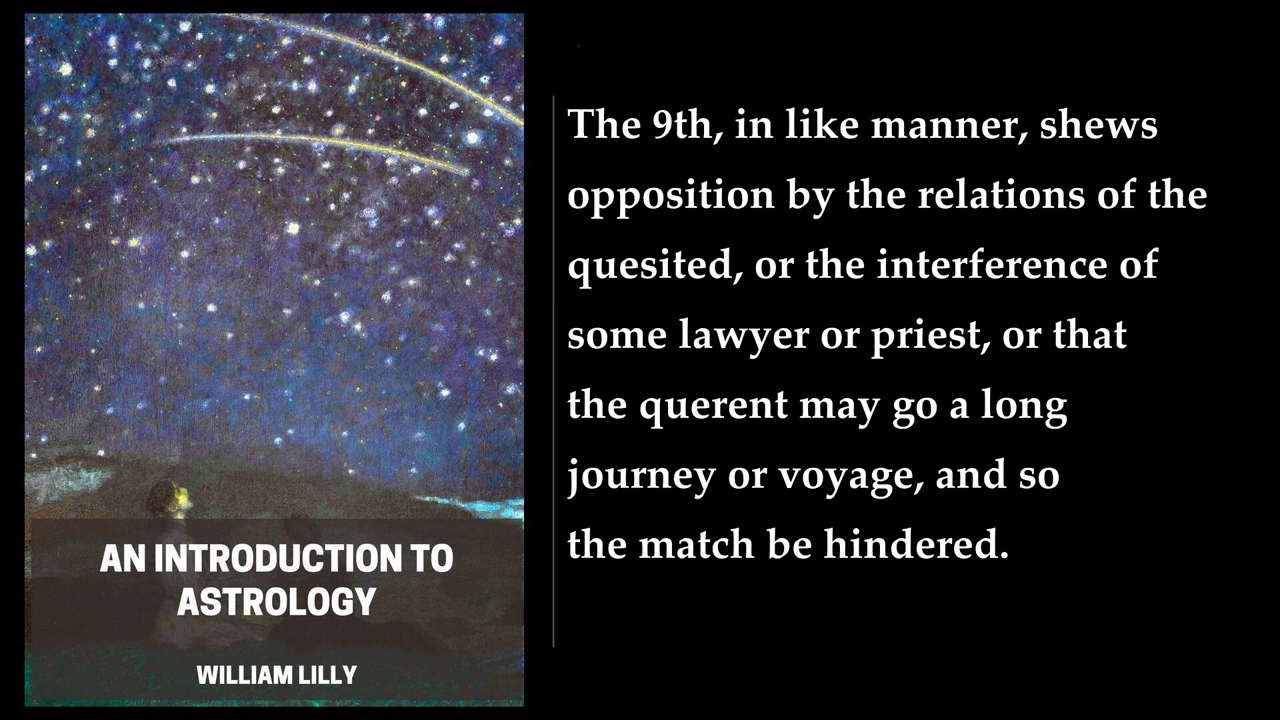 AN INTRODUCTION TO
ASTROLOGY
WILLIAM LILLY
The 9th, in like manner, shews
opposition by the relations of the
quesited, or the interference of
some lawyer or priest, or that
the querent may go a long
journey or voyage, and so
the match be hindered.